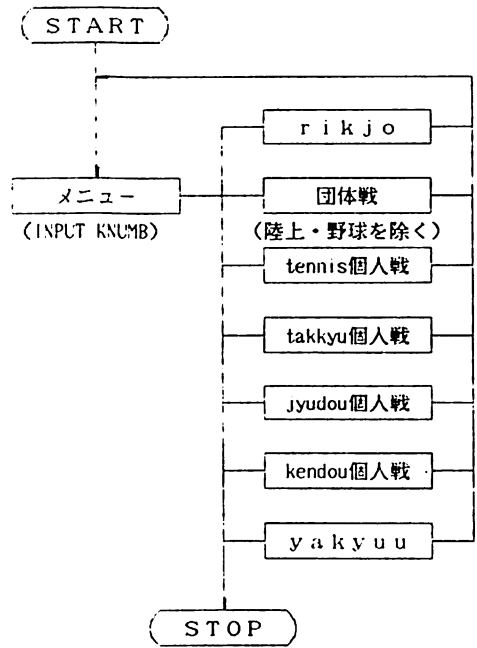 START
rikjo
メニュー
団体戦
(INPUT KNUMB)
(陸上・野球を除く)
tennis個人戦
takkyu個人戦
jyudou個人戦
kendou個人戦
yakyuu
STOP